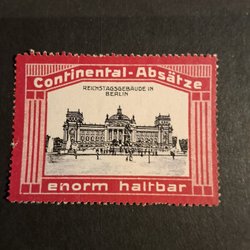 Continental-Absätze
REICHSTAGSGEBÄUDE IN
BERLIN
enorm haltbar